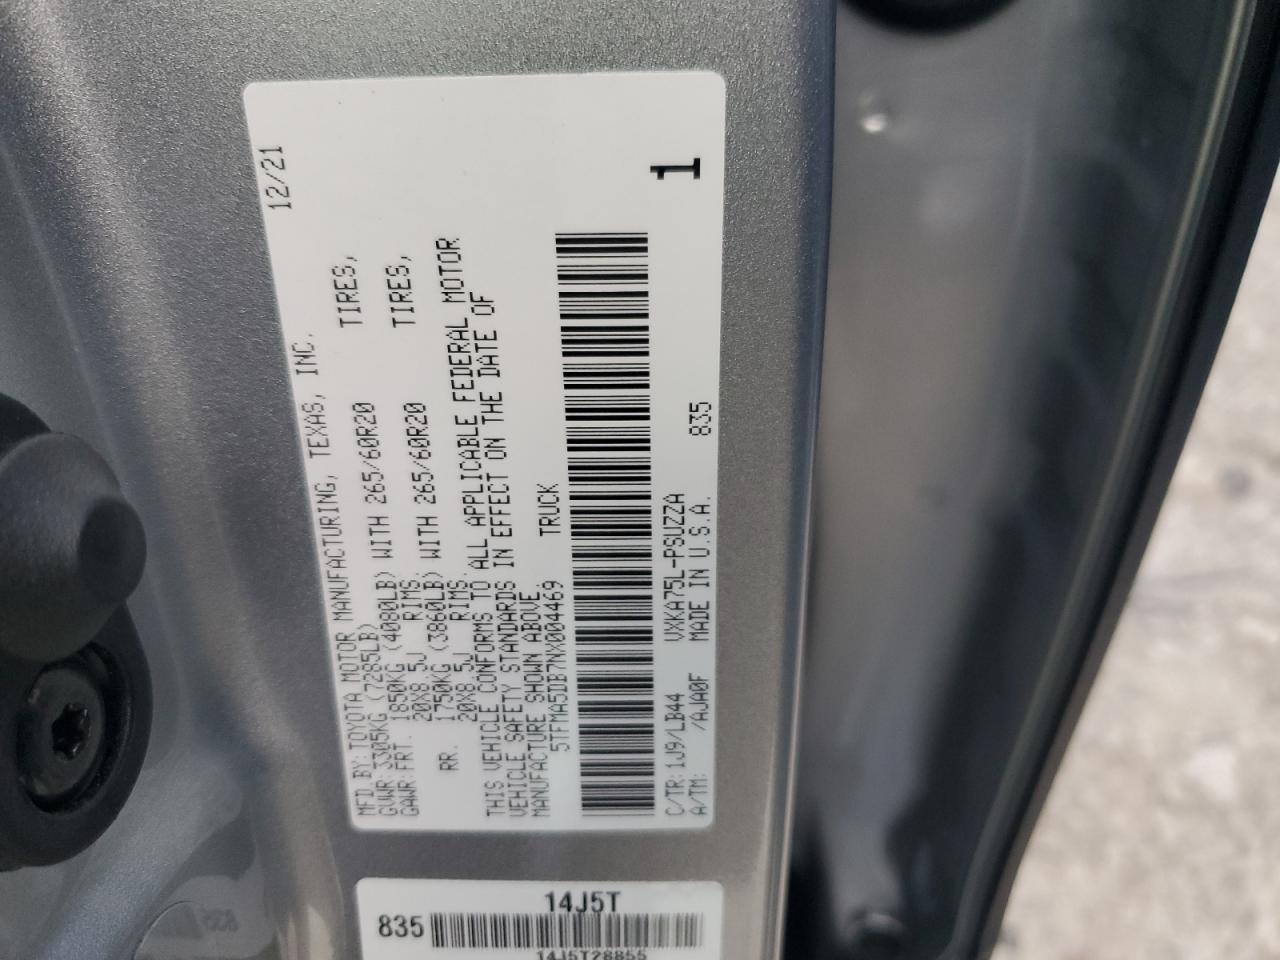 MFD BY: TOYOTA MOTOR MANUFACTURING, TEXAS, INC. 12/21
GVWR: 3305KG (7285LB)
GAWR: FRT. 1850KG (4080LB) WITH 265/60R20 TIRES,
20X8.5J RIMS.
RR. 1750KG (3860LB) WITH 265/60R20 TIRES,
20X8.5J RIMS.
THIS VEHICLE CONFORMS TO ALL APPLICABLE FEDERAL MOTOR
VEHICLE SAFETY STANDARDS IN EFFECT ON THE DATE OF
MANUFACTURE SHOWN ABOVE.
5TFMA5DB7NX004469 TRUCK
1
C/TR: 1J9/LB44 VXKA75L-PSUZZA 835
A/TM: /AJA0F MADE IN U.S.A.
14J5T
835
14J5T28855